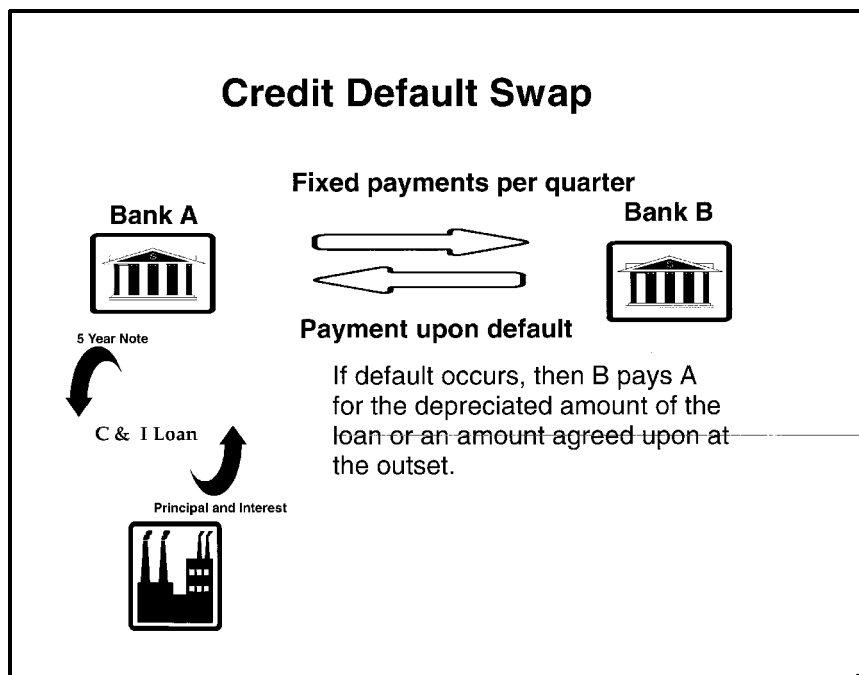 Credit Default Swap
Fixed payments per quarter
Bank A
Bank B
Payment upon default
5 Year Note
If default occurs, then B pays A
for the depreciated amount of the
loan or an amount agreed upon at
the outset.
C & I Loan
Principal and Interest